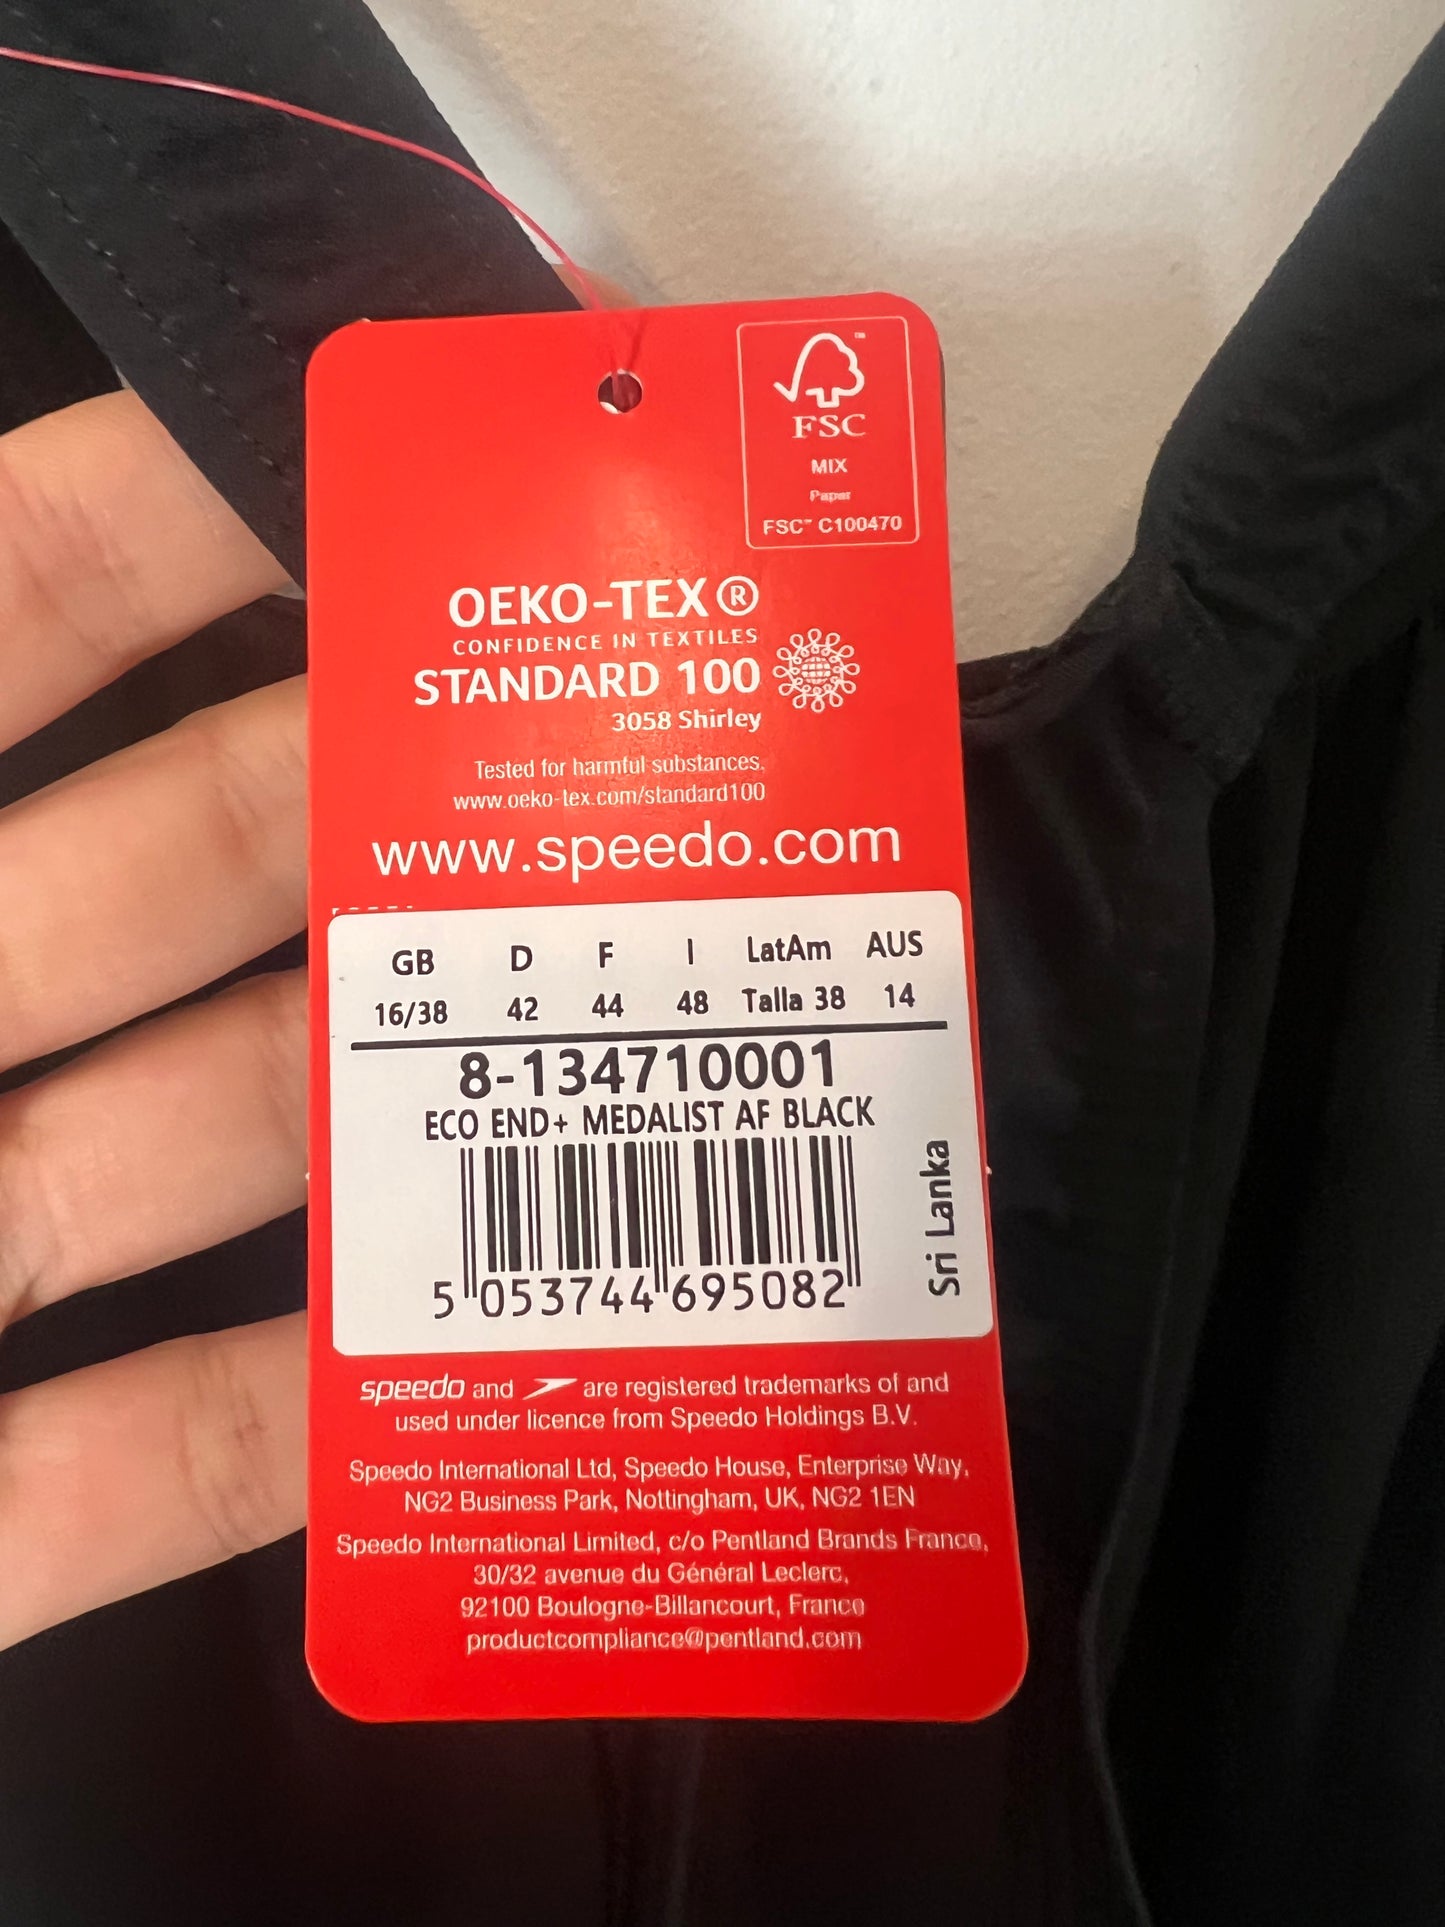 FSC
MIX
Paper
FSC™ C100470
OEKO-TEX®
CONFIDENCE IN TEXTILES
STANDARD 100
3058 Shirley
Tested for harmful substances.
www.oeko-tex.com/standard100
www.speedo.com
GB D F I LatAm AUS
16/38 42 44 48 Talla 38 14
8-134710001
ECO END+ MEDALIST AF BLACK
Sri Lanka
5 053744 695082
speedo and are registered trademarks of and
used under licence from Speedo Holdings B.V.
Speedo International Ltd, Speedo House, Enterprise Way,
NG2 Business Park, Nottingham, UK, NG2 1EN
Speedo International Limited, c/o Pentland Brands France,
30/32 avenue du Général Leclerc,
92100 Boulogne-Billancourt, France
productcompliance@pentland.com